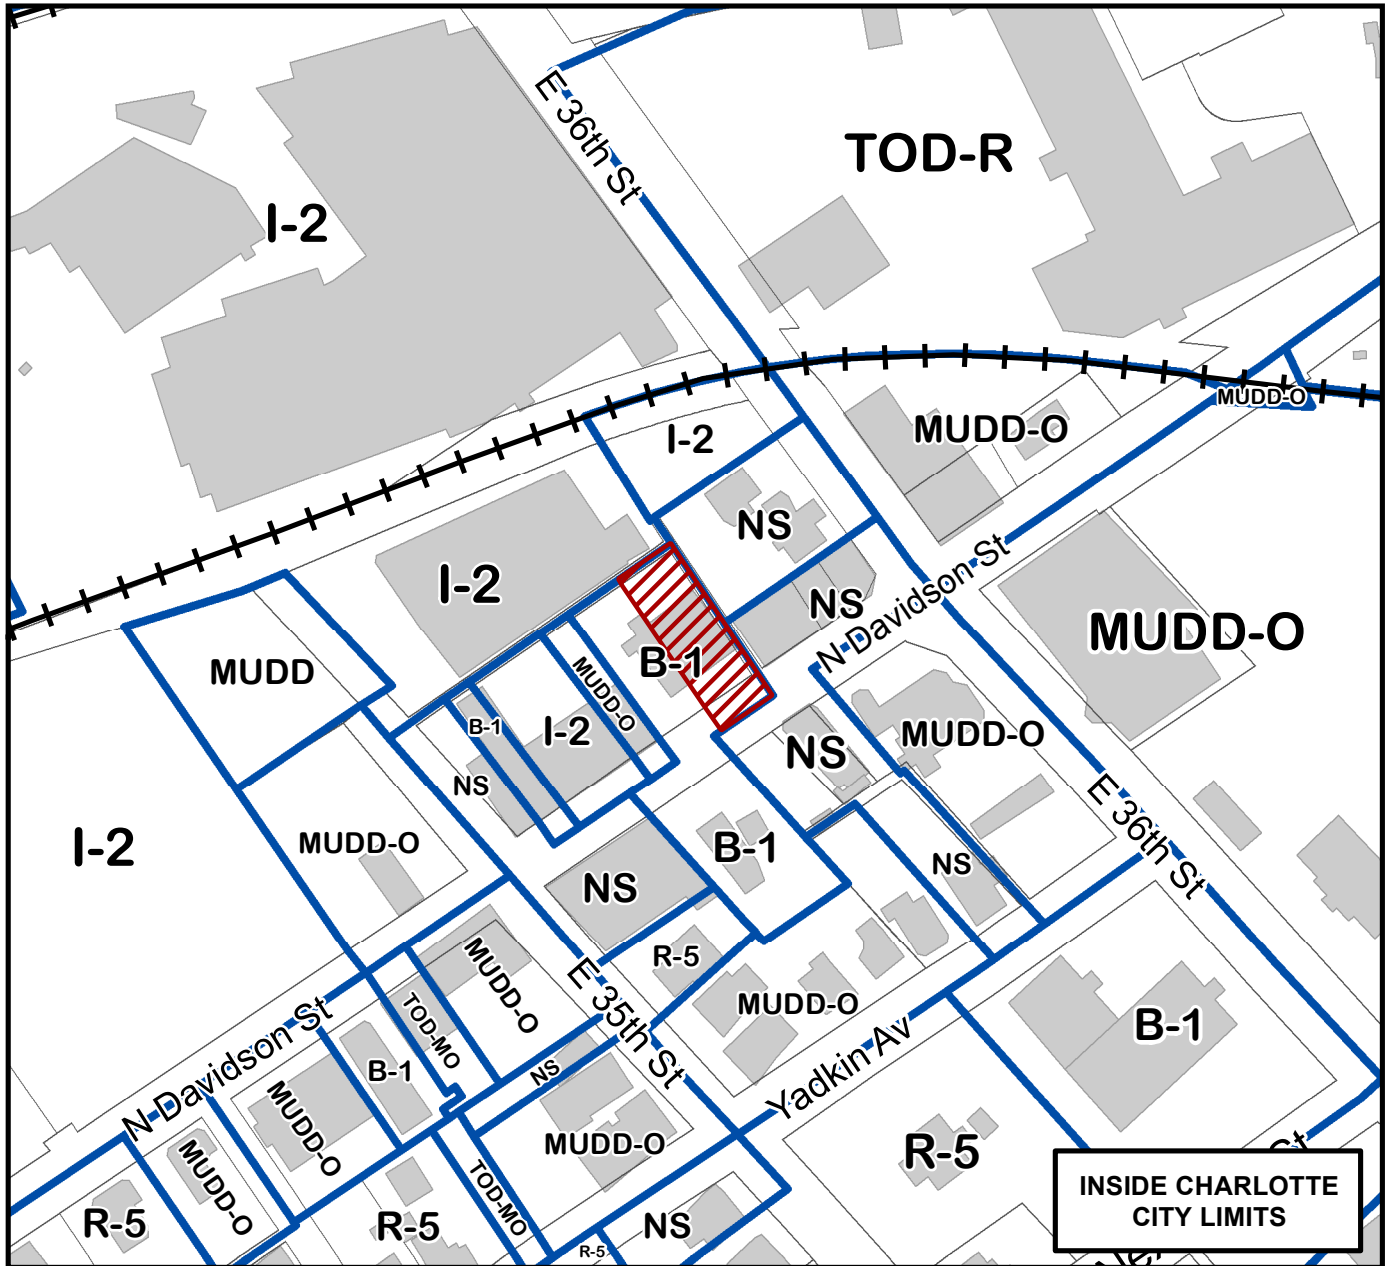 E 36th St
TOD-R
I-2
MUDD-O
MUDD-O
I-2
NS
I-2
NS
N Davidson St
MUDD-O
MUDD
B-1
MUDD-O
B-1
I-2
NS
MUDD-O
NS
E 36th St
I-2
MUDD-O
B-1
NS
NS
R-5
MUDD-O
E 35th St
MUDD-O
TOD-MO
N Davidson St
B-1
NS
Yadkin Av
B-1
MUDD-O
MUDD-O
MUDD-O
R-5
TOD-MO
R-5
R-5
NS
R-5
INSIDE CHARLOTTE
CITY LIMITS